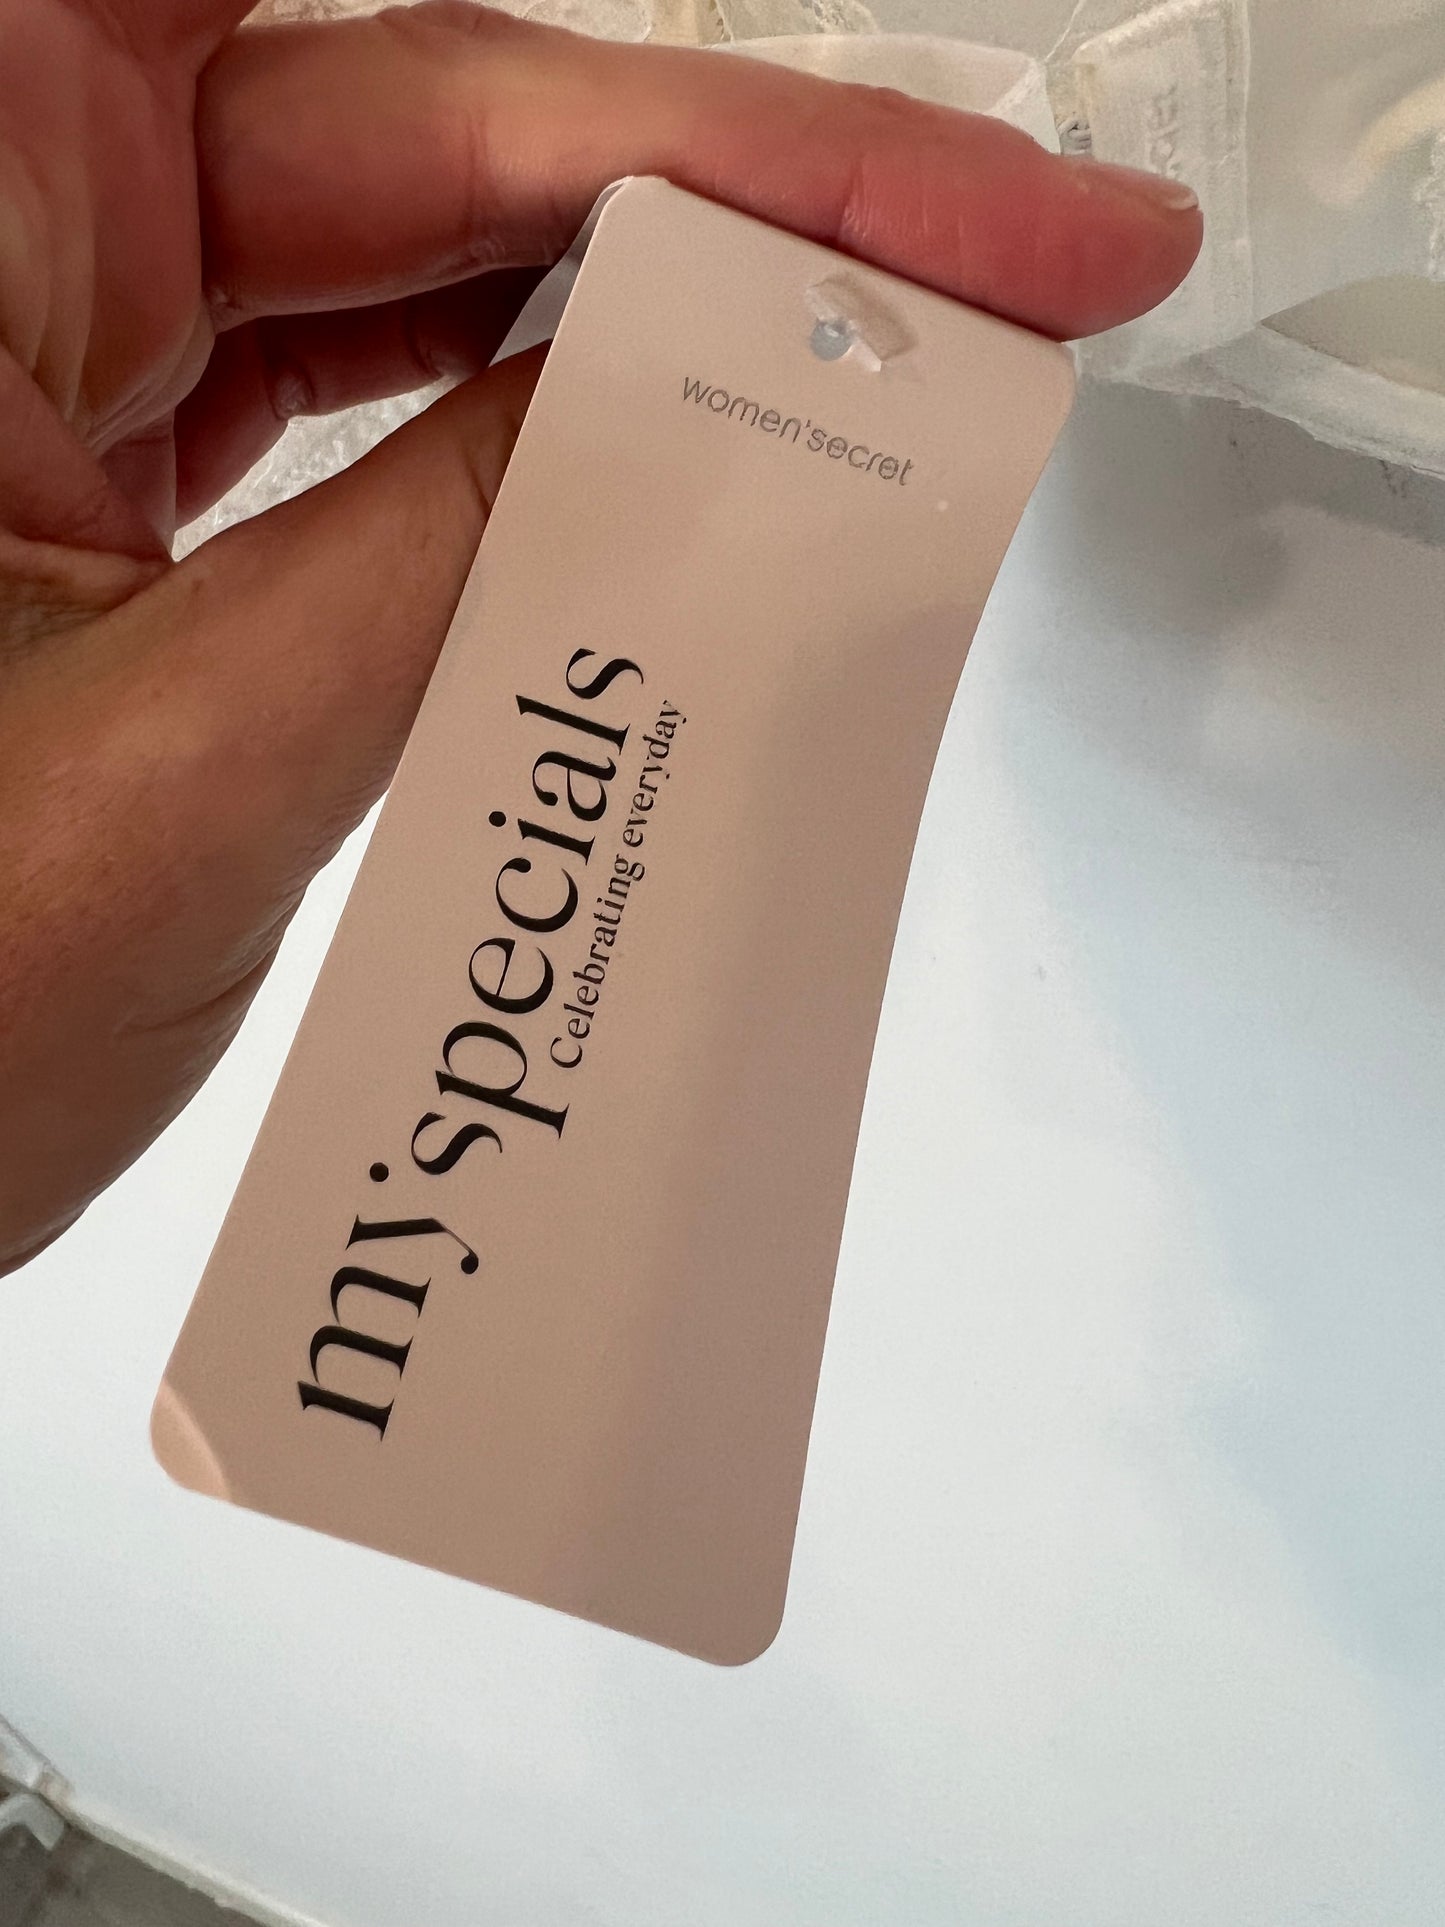 women'secret
my specials
Celebrating everyday